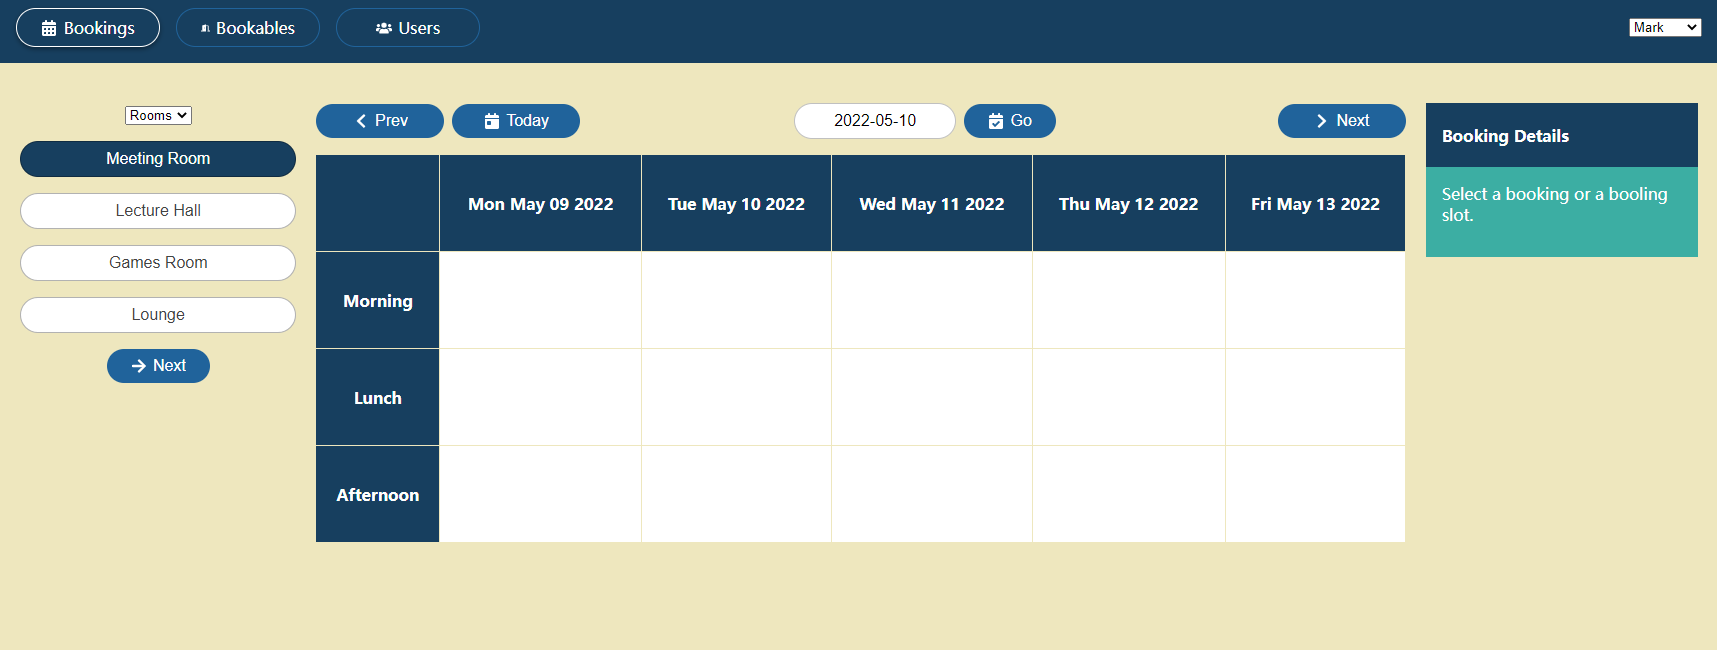 Bookings Bookables Users Mark
Rooms
Meeting Room
Lecture Hall
Games Room
Lounge
Next
Prev Today 2022-05-10 Go Next
Mon May 09 2022 Tue May 10 2022 Wed May 11 2022 Thu May 12 2022 Fri May 13 2022
Morning
Lunch
Afternoon
Booking Details
Select a booking or a booling
slot.